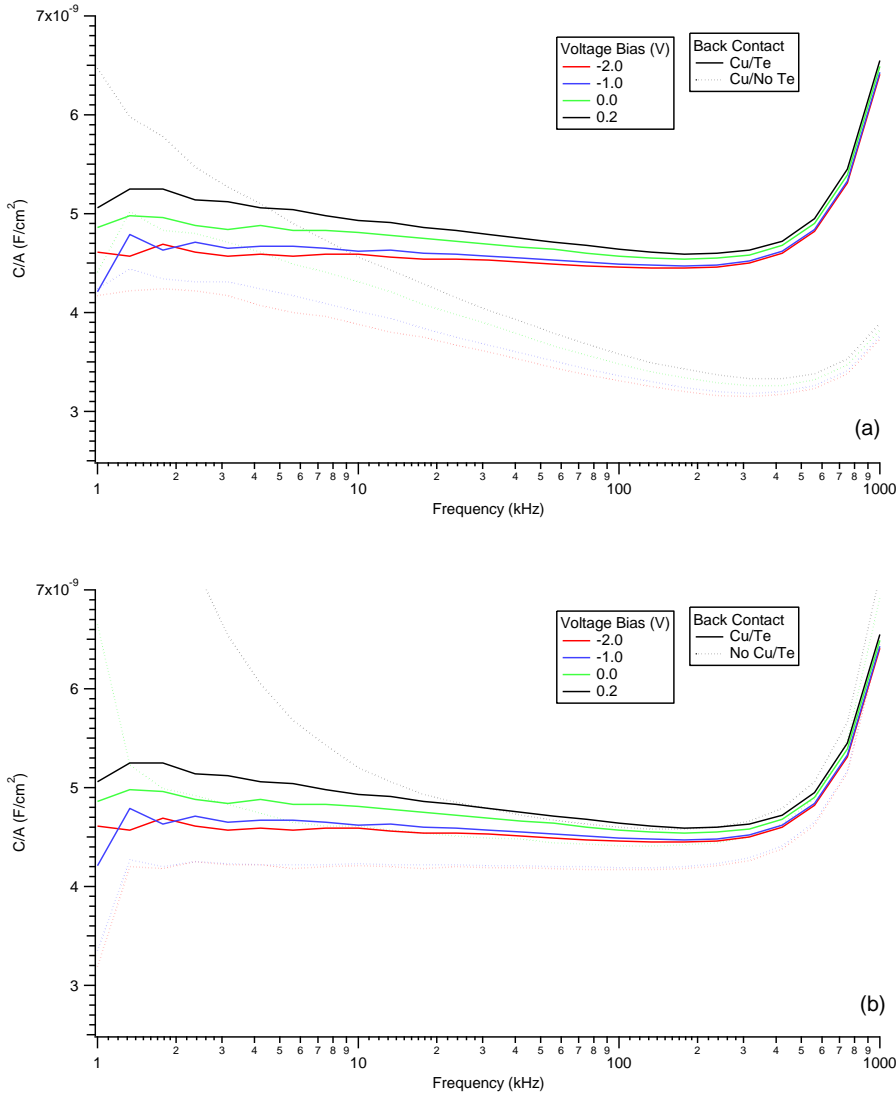 7x10-9
6
5
4
3
C/A (F/cm2)
Voltage Bias (V)
-2.0
-1.0
0.0
0.2
Back Contact
Cu/Te
Cu/No Te
(a)
1 2 3 4 5 6 7 8 9 10 2 3 4 5 6 7 8 9 100 2 3 4 5 6 7 8 9 1000
Frequency (kHz)
7x10-9
6
5
4
3
C/A (F/cm2)
Voltage Bias (V)
-2.0
-1.0
0.0
0.2
Back Contact
Cu/Te
No Cu/Te
(b)
1 2 3 4 5 6 7 8 9 10 2 3 4 5 6 7 8 9 100 2 3 4 5 6 7 8 9 1000
Frequency (kHz)